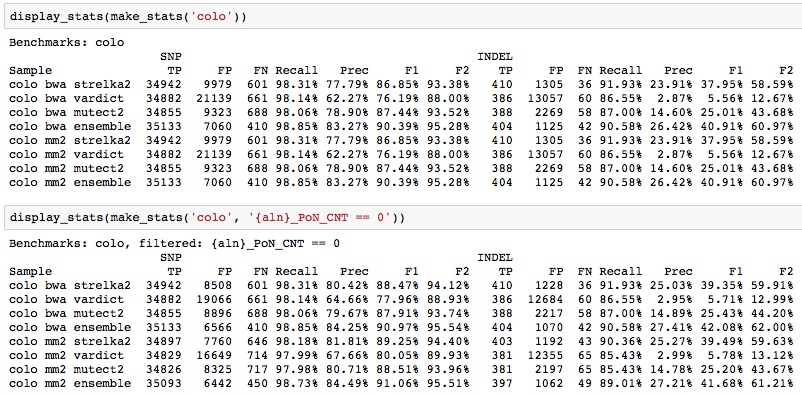 display_stats(make_stats('colo'))
Benchmarks: colo
SNP INDEL
Sample TP FP FN Recall Prec F1 F2 TP FP FN Recall Prec F1 F2
colo bwa strelka2 34942 9979 601 98.31% 77.79% 86.85% 93.38% 410 1305 36 91.93% 23.91% 37.95% 58.59%
colo bwa vardict 34882 21139 661 98.14% 62.27% 76.19% 88.00% 386 13057 60 86.55% 2.87% 5.56% 12.67%
colo bwa mutect2 34855 9323 688 98.06% 78.90% 87.44% 93.52% 388 2269 58 87.00% 14.60% 25.01% 43.68%
colo bwa ensemble 35133 7060 410 98.85% 83.27% 90.39% 95.28% 404 1125 42 90.58% 26.42% 40.91% 60.97%
colo mm2 strelka2 34942 9979 601 98.31% 77.79% 86.85% 93.38% 410 1305 36 91.93% 23.91% 37.95% 58.59%
colo mm2 vardict 34882 21139 661 98.14% 62.27% 76.19% 88.00% 386 13057 60 86.55% 2.87% 5.56% 12.67%
colo mm2 mutect2 34855 9323 688 98.06% 78.90% 87.44% 93.52% 388 2269 58 87.00% 14.60% 25.01% 43.68%
colo mm2 ensemble 35133 7060 410 98.85% 83.27% 90.39% 95.28% 404 1125 42 90.58% 26.42% 40.91% 60.97%
display_stats(make_stats('colo', '{aln}_PoN_CNT == 0'))
Benchmarks: colo, filtered: {aln}_PoN_CNT == 0
SNP INDEL
Sample TP FP FN Recall Prec F1 F2 TP FP FN Recall Prec F1 F2
colo bwa strelka2 34942 8508 601 98.31% 80.42% 88.47% 94.12% 410 1228 36 91.93% 25.03% 39.35% 59.91%
colo bwa vardict 34882 19066 661 98.14% 64.66% 77.96% 88.93% 386 12684 60 86.55% 2.95% 5.71% 12.99%
colo bwa mutect2 34855 8896 688 98.06% 79.67% 87.91% 93.74% 388 2217 58 87.00% 14.89% 25.43% 44.20%
colo bwa ensemble 35133 6566 410 98.85% 84.25% 90.97% 95.54% 404 1070 42 90.58% 27.41% 42.08% 62.00%
colo mm2 strelka2 34897 7760 646 98.18% 81.81% 89.25% 94.40% 403 1192 43 90.36% 25.27% 39.49% 59.63%
colo mm2 vardict 34829 16649 714 97.99% 67.66% 80.05% 89.93% 381 12355 65 85.43% 2.99% 5.78% 13.12%
colo mm2 mutect2 34826 8325 717 97.98% 80.71% 88.51% 93.96% 381 2197 65 85.43% 14.78% 25.20% 43.67%
colo mm2 ensemble 35093 6442 450 98.73% 84.49% 91.06% 95.51% 397 1062 49 89.01% 27.21% 41.68% 61.21%